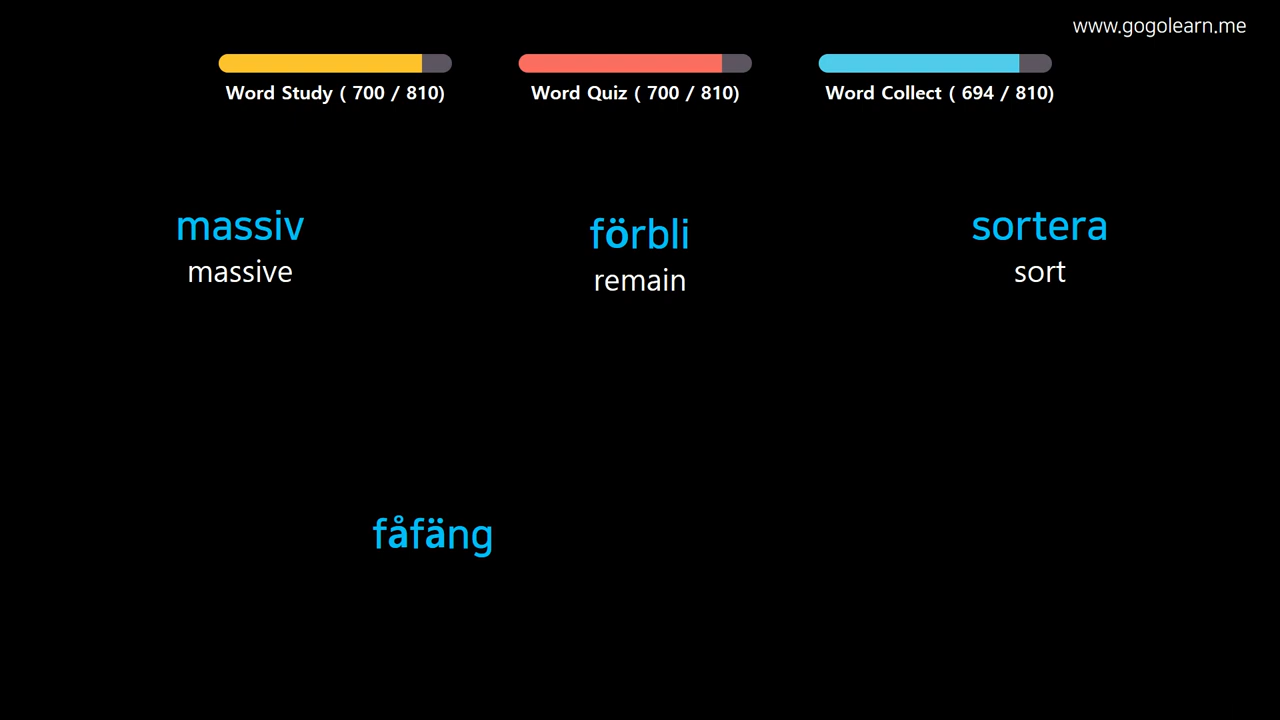 www.gogolearn.me
Word Study ( 700 / 810)
Word Quiz ( 700 / 810)
Word Collect ( 694 / 810)
massiv
massive
förbli
remain
sortera
sort
fåfäng